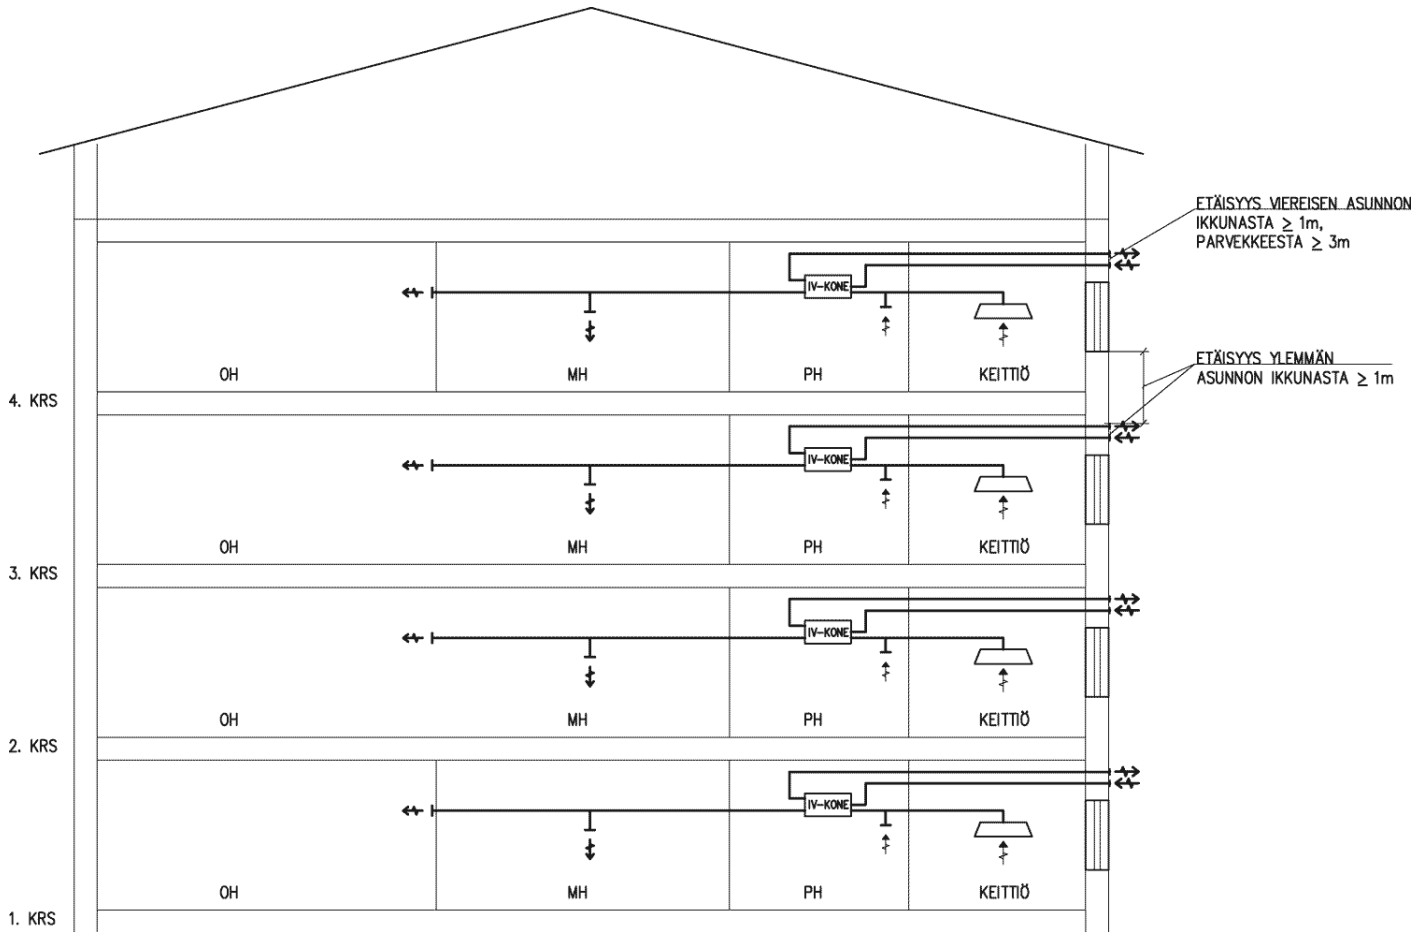 ETÄISYYS VIEREISEN ASUNNON
IKKUNASTA ≥ 1m,
PARVEKKEESTA ≥ 3m
IV-KONE
OH MH PH KEITTIÖ
4. KRS
ETÄISYYS YLEMMÄN
ASUNNON IKKUNASTA ≥ 1m
IV-KONE
OH MH PH KEITTIÖ
3. KRS
IV-KONE
OH MH PH KEITTIÖ
2. KRS
IV-KONE
OH MH PH KEITTIÖ
1. KRS